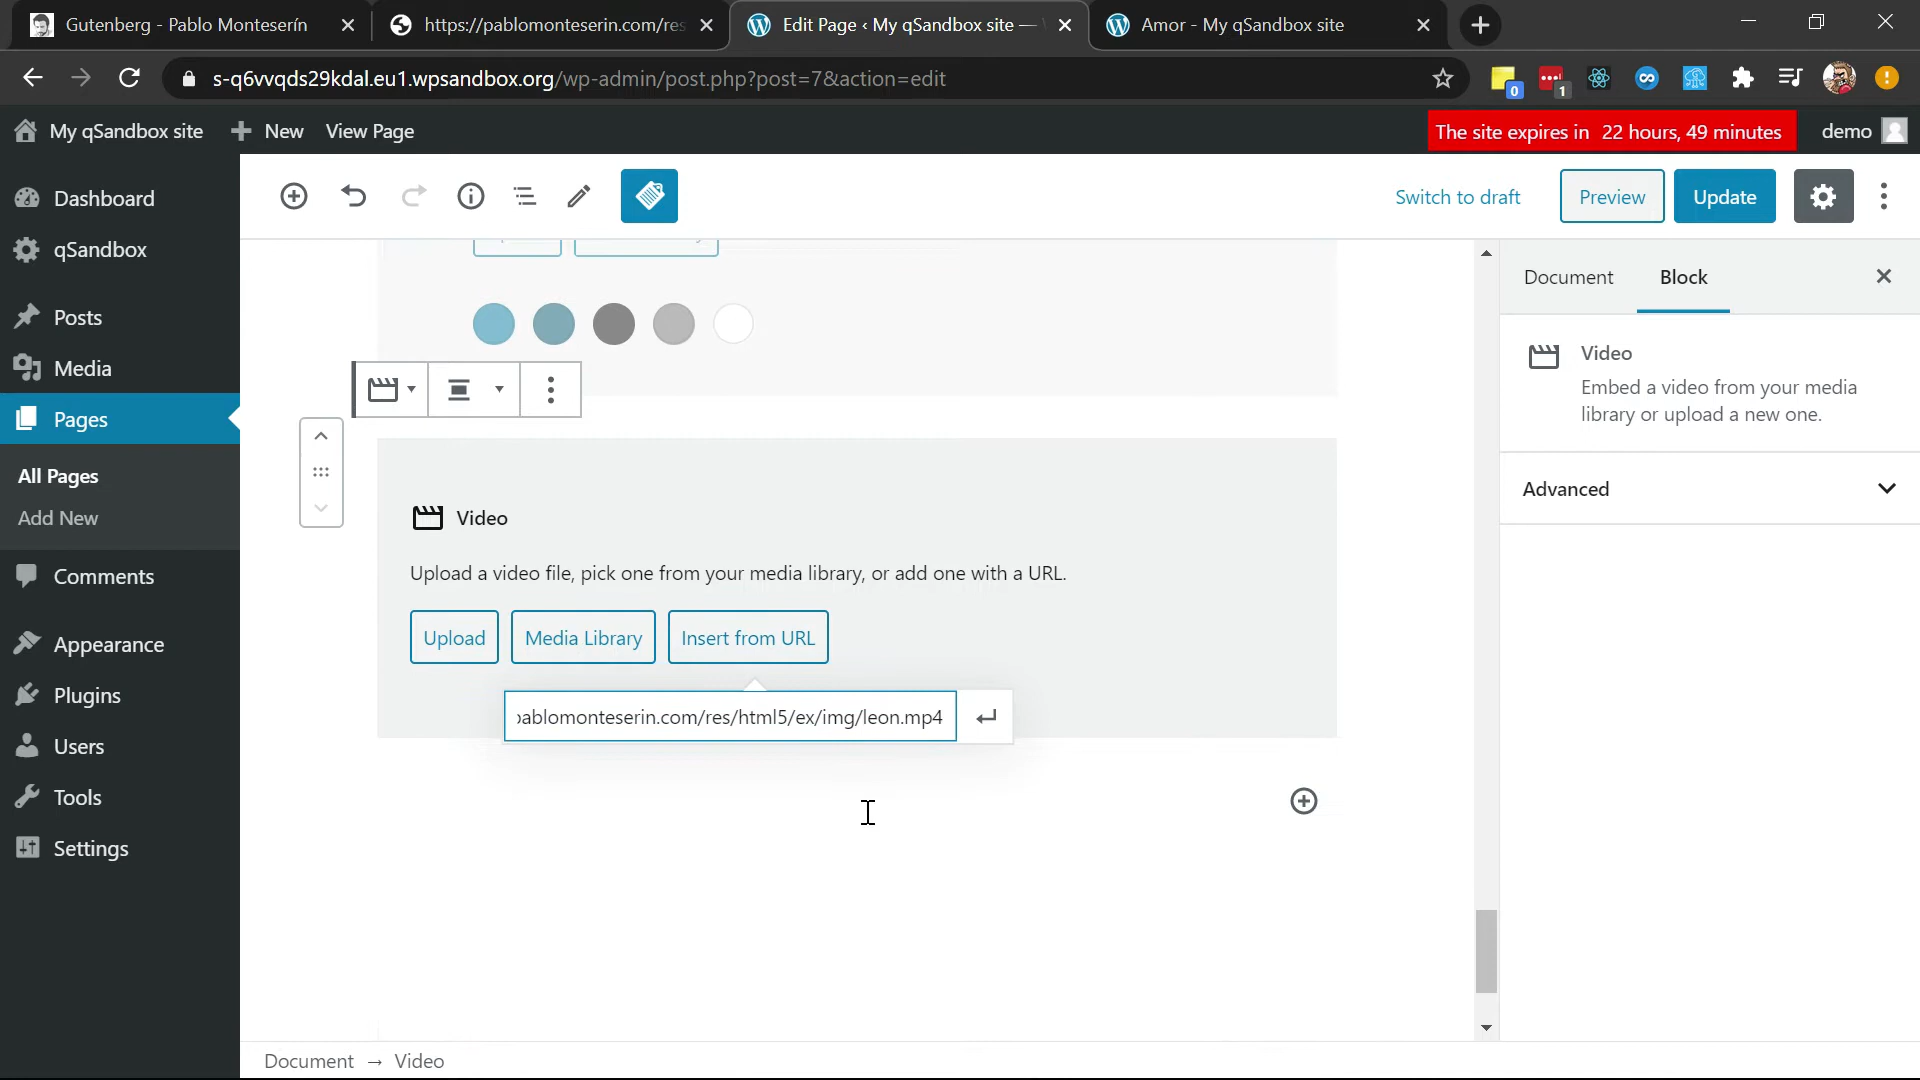 Gutenberg - Pablo Monteserín
https://pablomonteserin.com/res
Edit Page ‹ My qSandbox site —
Amor - My qSandbox site
s-q6vvqds29kdal.eu1.wpsandbox.org/wp-admin/post.php?post=7&action=edit
0
1
My qSandbox site
New
View Page
The site expires in 22 hours, 49 minutes
demo
Dashboard
qSandbox
Posts
Media
Pages
All Pages
Add New
Comments
Appearance
Plugins
Users
Tools
Settings
Switch to draft
Preview
Update
Document
Block
Video
Embed a video from your media
library or upload a new one.
Advanced
Video
Upload a video file, pick one from your media library, or add one with a URL.
Upload
Media Library
Insert from URL
pablomonteserin.com/res/html5/ex/img/leon.mp4
Document → Video